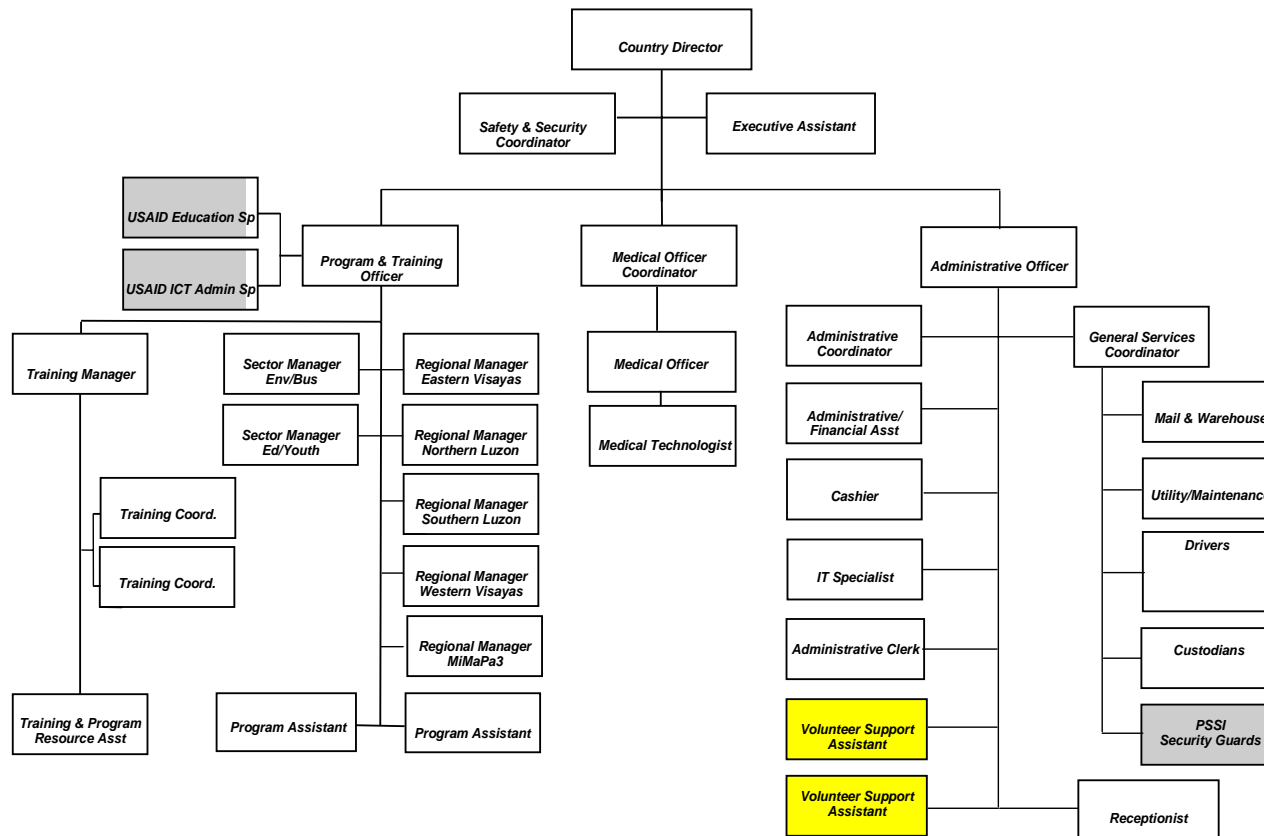 Country Director
Safety & Security
Coordinator
Executive Assistant
USAID Education Sp
USAID ICT Admin Sp
Program & Training
Officer
Medical Officer
Coordinator
Administrative Officer
Training Manager
Sector Manager
Env/Bus
Regional Manager
Eastern Visayas
Medical Officer
Administrative
Coordinator
General Services
Coordinator
Sector Manager
Ed/Youth
Regional Manager
Northern Luzon
Medical Technologist
Administrative/
Financial Asst
Mail & Warehouse
Training Coord.
Regional Manager
Southern Luzon
Cashier
Utility/Maintenance
Training Coord.
Regional Manager
Western Visayas
IT Specialist
Drivers
Regional Manager
MiMaPa3
Administrative Clerk
Custodians
Training & Program
Resource Asst
Program Assistant
Program Assistant
Volunteer Support
Assistant
PSSI
Security Guards
Volunteer Support
Assistant
Receptionist